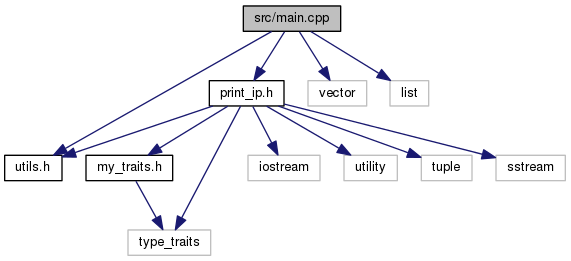 src/main.cpp
print_ip.h
vector
list
utils.h
my_traits.h
iostream
utility
tuple
sstream
type_traits